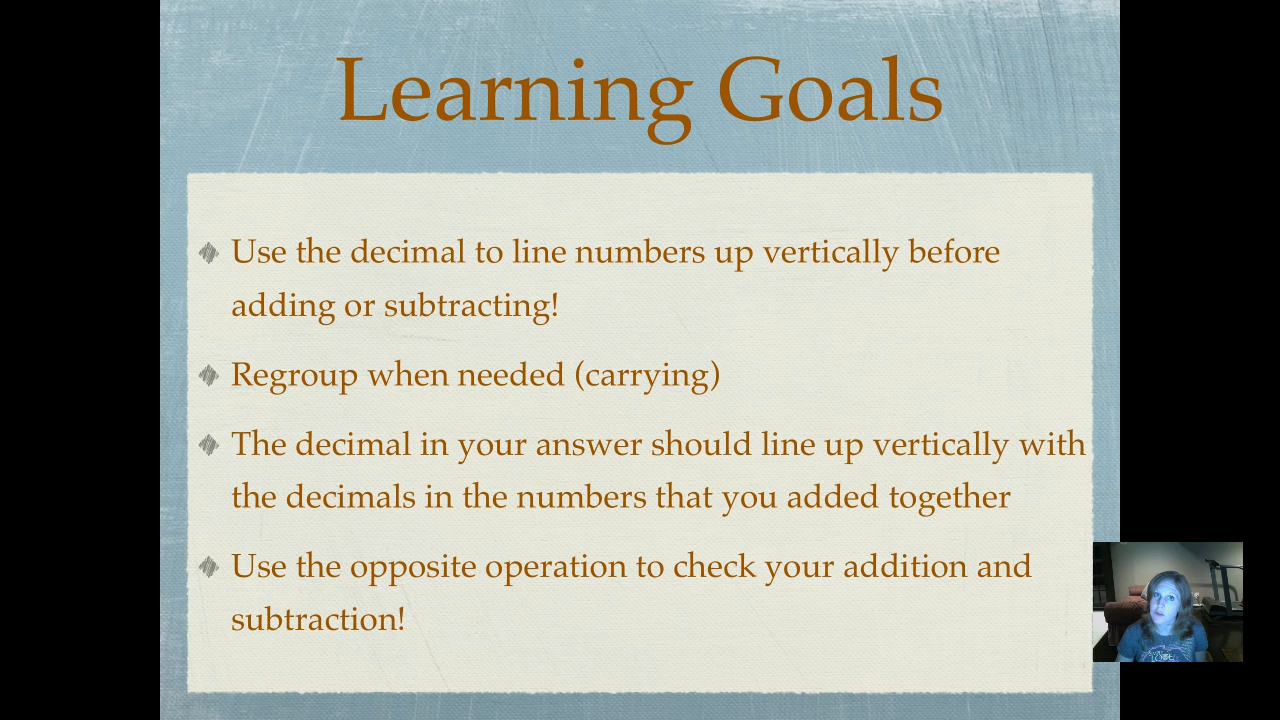 Learning Goals
Use the decimal to line numbers up vertically before
adding or subtracting!
Regroup when needed (carrying)
The decimal in your answer should line up vertically with
the decimals in the numbers that you added together
Use the opposite operation to check your addition and
subtraction!